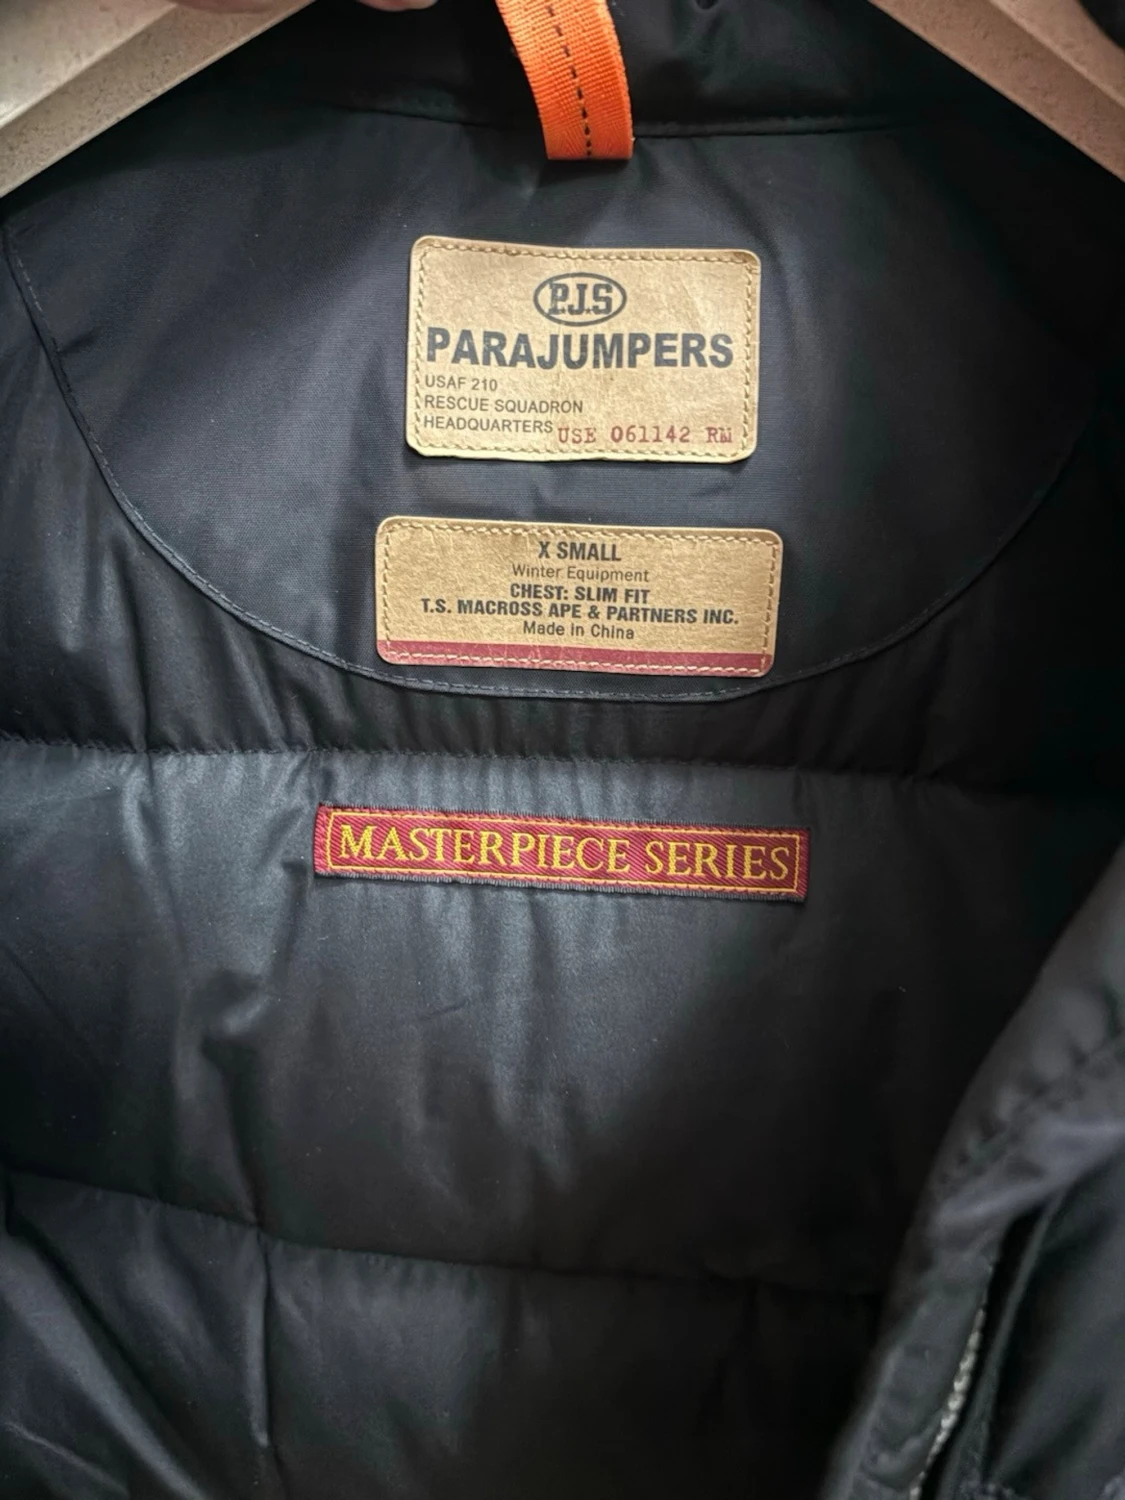 P.J.S
PARAJUMPERS
USAF 210
RESCUE SQUADRON
HEADQUARTERS USE 061142 RM
X SMALL
Winter Equipment
CHEST: SLIM FIT
T.S. MACROSS APE & PARTNERS INC.
Made in China
MASTERPIECE SERIES